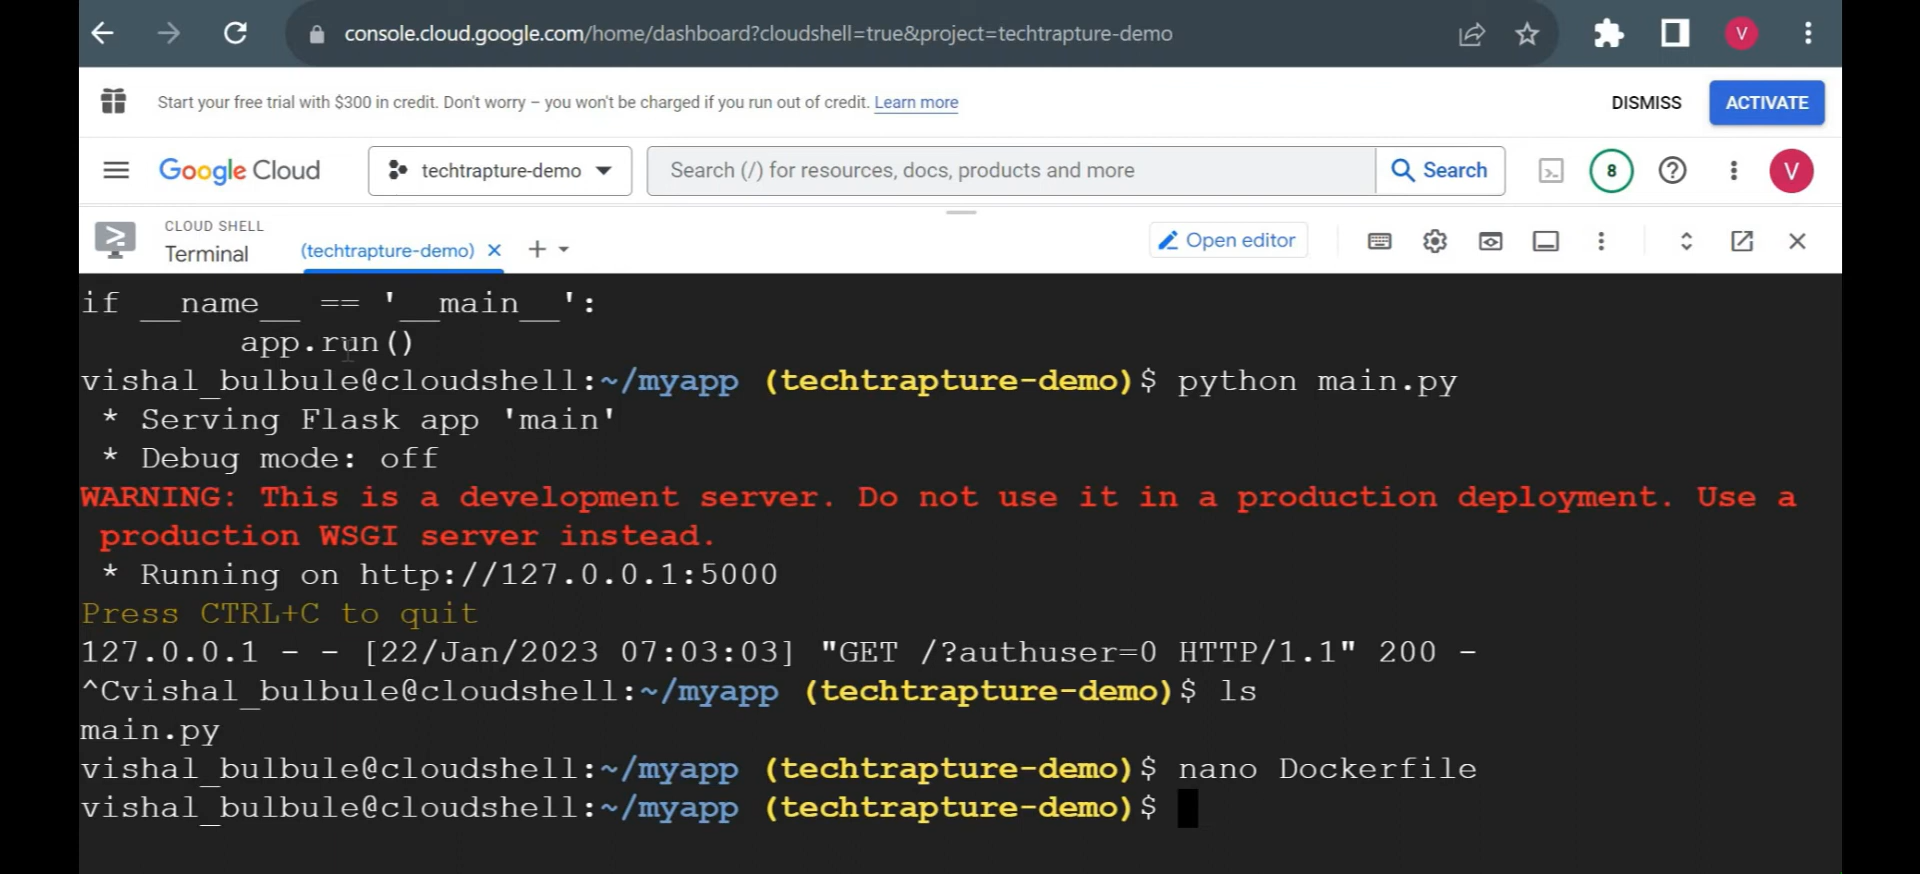 console.cloud.google.com/home/dashboard?cloudshell=true&project=techtrapture-demo
V
Start your free trial with $300 in credit. Don't worry – you won't be charged if you run out of credit. Learn more
DISMISS
ACTIVATE
Google Cloud
techtrapture-demo
Search (/) for resources, docs, products and more
Search
8
V
CLOUD SHELL
Terminal
(techtrapture-demo)
Open editor
if __name__ == '__main__':
        app.run()
vishal_bulbule@cloudshell:~/myapp (techtrapture-demo)$ python main.py
 * Serving Flask app 'main'
 * Debug mode: off
WARNING: This is a development server. Do not use it in a production deployment. Use a
 production WSGI server instead.
 * Running on http://127.0.0.1:5000
Press CTRL+C to quit
127.0.0.1 - - [22/Jan/2023 07:03:03] "GET /?authuser=0 HTTP/1.1" 200 -
^Cvishal_bulbule@cloudshell:~/myapp (techtrapture-demo)$ ls
main.py
vishal_bulbule@cloudshell:~/myapp (techtrapture-demo)$ nano Dockerfile
vishal_bulbule@cloudshell:~/myapp (techtrapture-demo)$